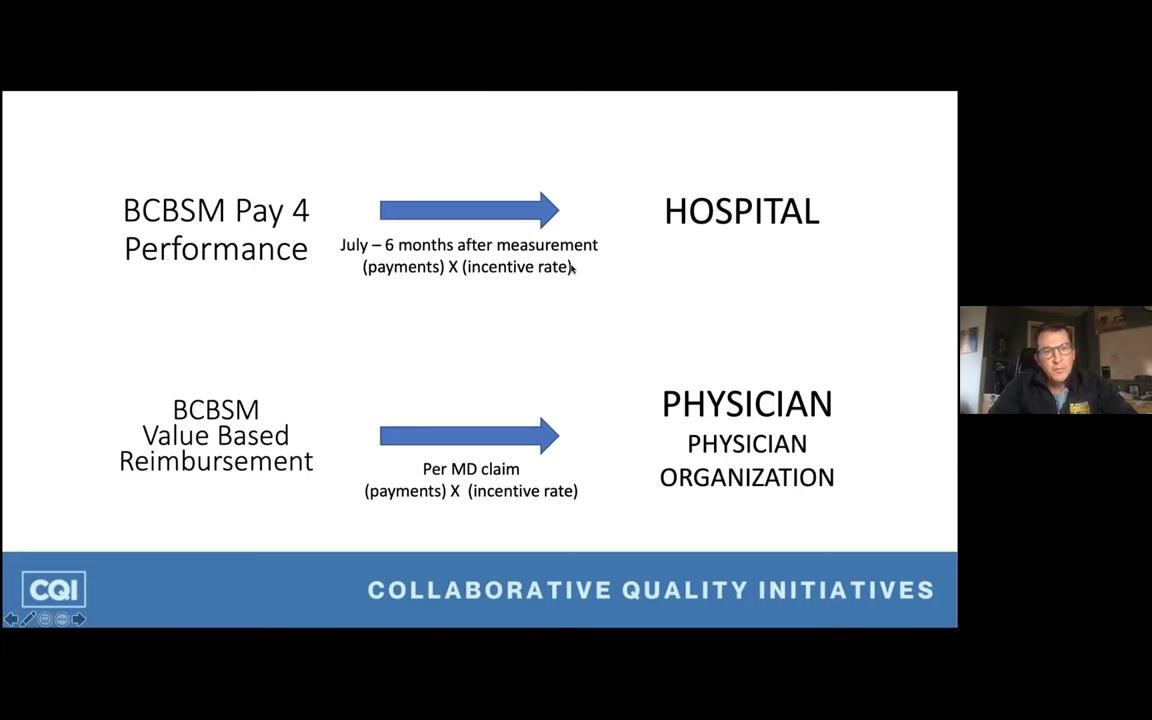 BCBSM Pay 4
Performance
July – 6 months after measurement
(payments) X (incentive rate)
HOSPITAL
BCBSM
Value Based
Reimbursement
Per MD claim
(payments) X (incentive rate)
PHYSICIAN
PHYSICIAN
ORGANIZATION
CQI
COLLABORATIVE QUALITY INITIATIVES